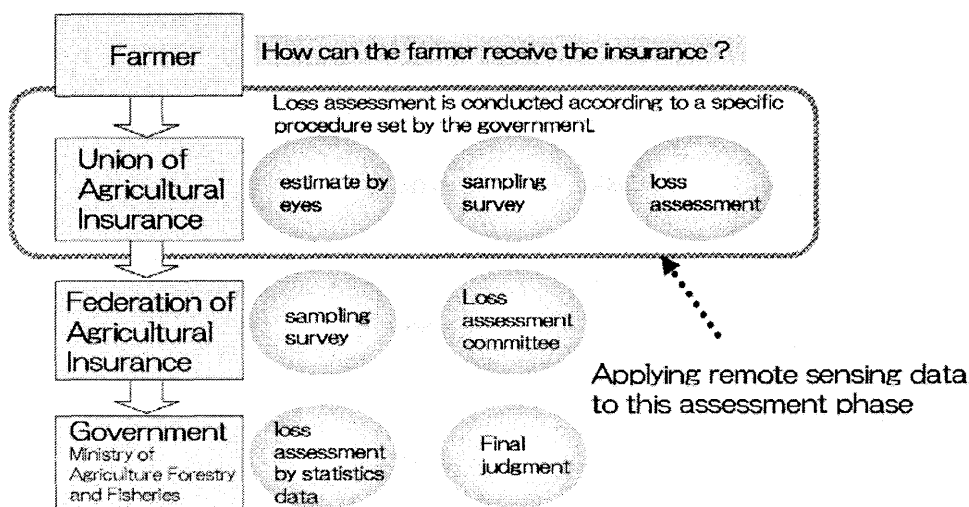 Farmer
How can the farmer receive the insurance ?
Loss assessment is conducted according to a specific
procedure set by the government.
Union of
Agricultural
Insurance
estimate by
eyes
sampling
survey
loss
assessment
Federation of
Agricultural
Insurance
sampling
survey
Loss
assessment
committee
Applying remote sensing data
to this assessment phase
Government
Ministry of
Agriculture Forestry
and Fisheries
loss
assessment
by statistics
data
Final
judgment